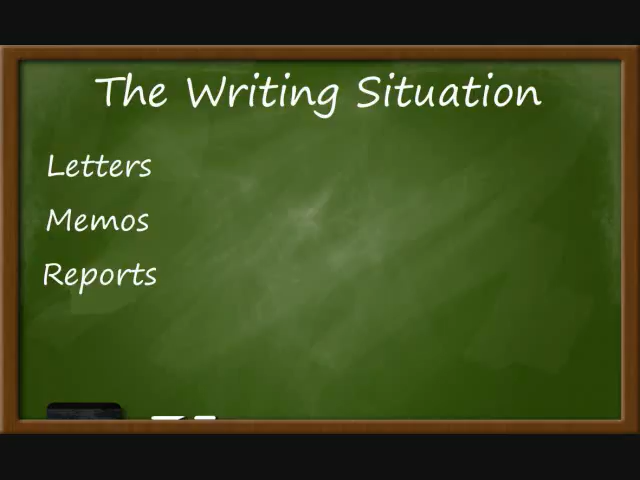 The Writing Situation
Letters
Memos
Reports